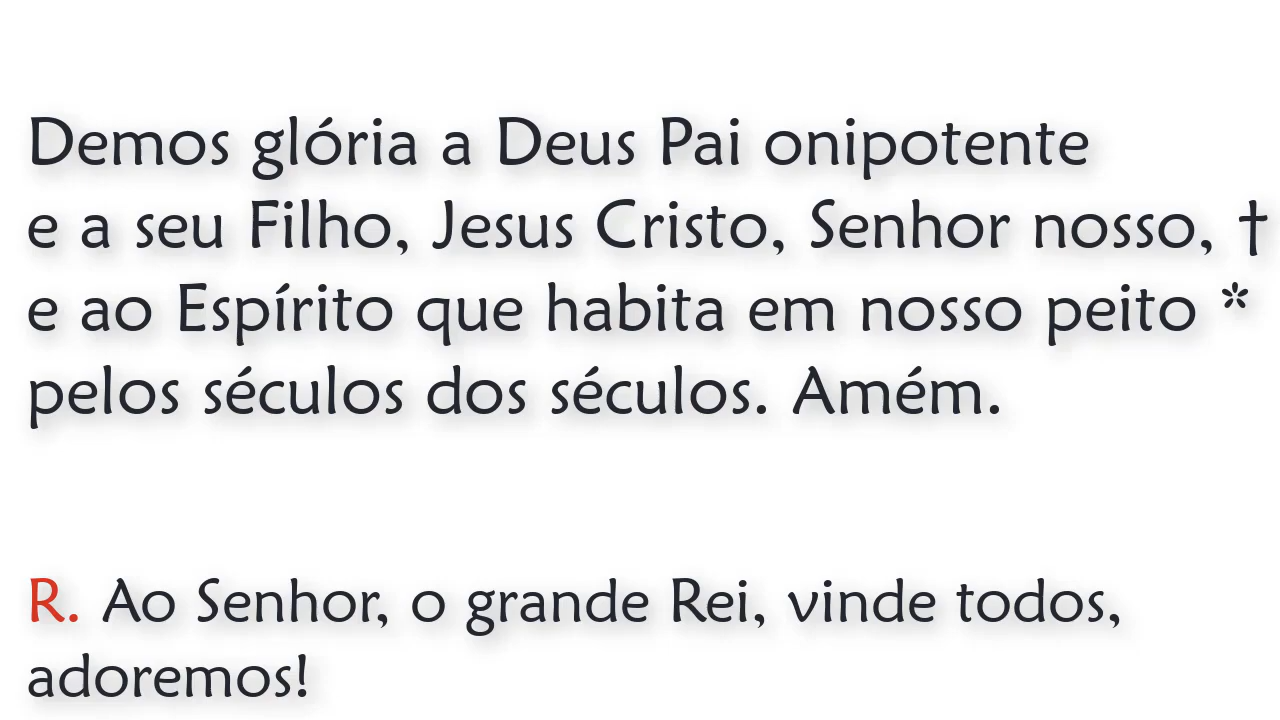 Demos glória a Deus Pai onipotente
e a seu Filho, Jesus Cristo, Senhor nosso, †
e ao Espírito que habita em nosso peito *
pelos séculos dos séculos. Amém.
R. Ao Senhor, o grande Rei, vinde todos,
adoremos!